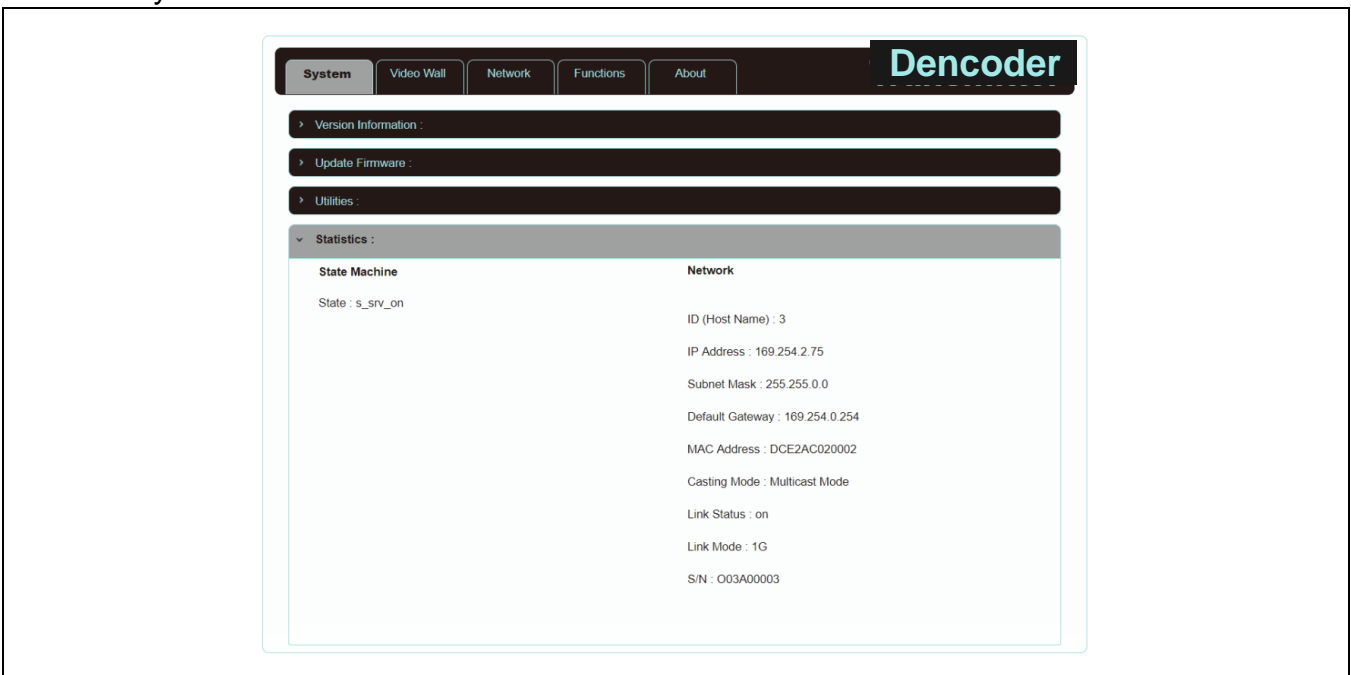 System Video Wall Network Functions About Dencoder
Version Information :
Update Firmware :
Utilities :
Statistics :
State Machine
State : s_srv_on
Network
ID (Host Name) : 3
IP Address : 169.254.2.75
Subnet Mask : 255.255.0.0
Default Gateway : 169.254.0.254
MAC Address : DCE2AC020002
Casting Mode : Multicast Mode
Link Status : on
Link Mode : 1G
S/N : O03A00003